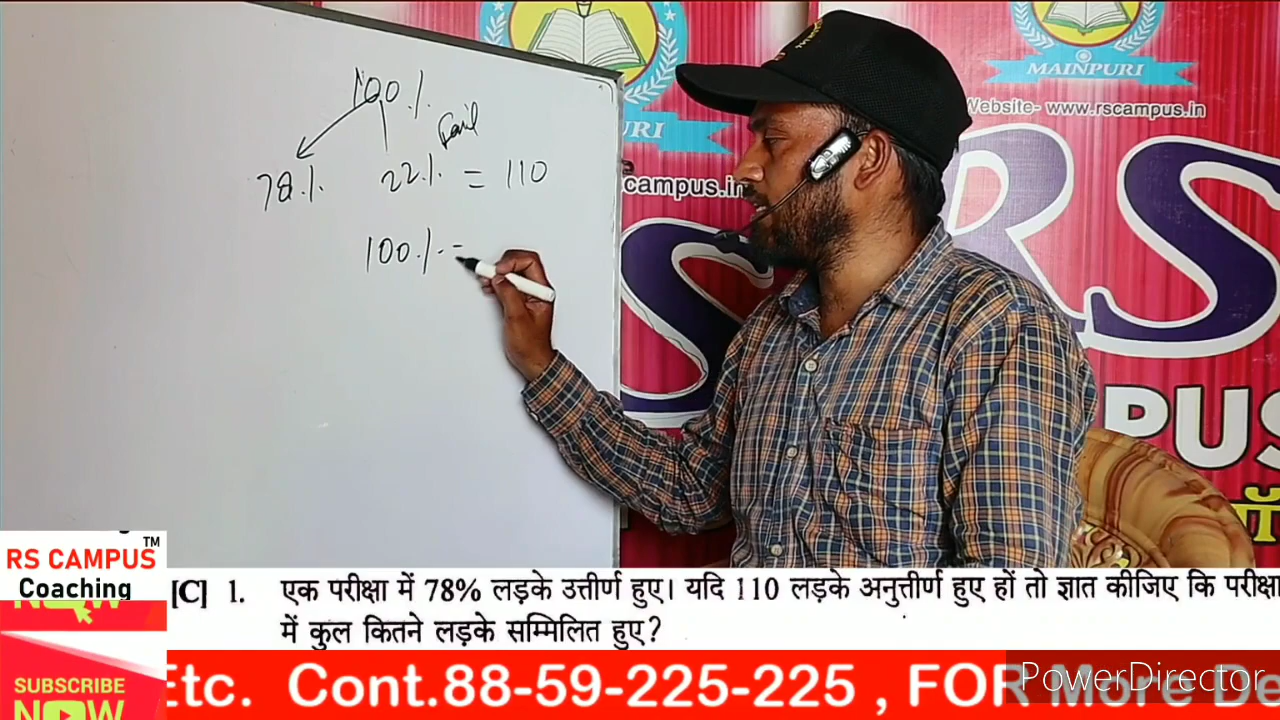 100%
Fail
78% 22% = 110
100% =
MAINPURI
Website- www.rscampus.in
campus.in
RS
PUS
RS CAMPUS™
Coaching
NOW
SUBSCRIBE
NOW
[C] 1. एक परीक्षा में 78% लड़के उत्तीर्ण हुए। यदि 110 लड़के अनुत्तीर्ण हुए हों तो ज्ञात कीजिए कि परीक्षा
में कुल कितने लड़के सम्मिलित हुए?
Etc. Cont.88-59-225-225 , FOR More De
PowerDirector